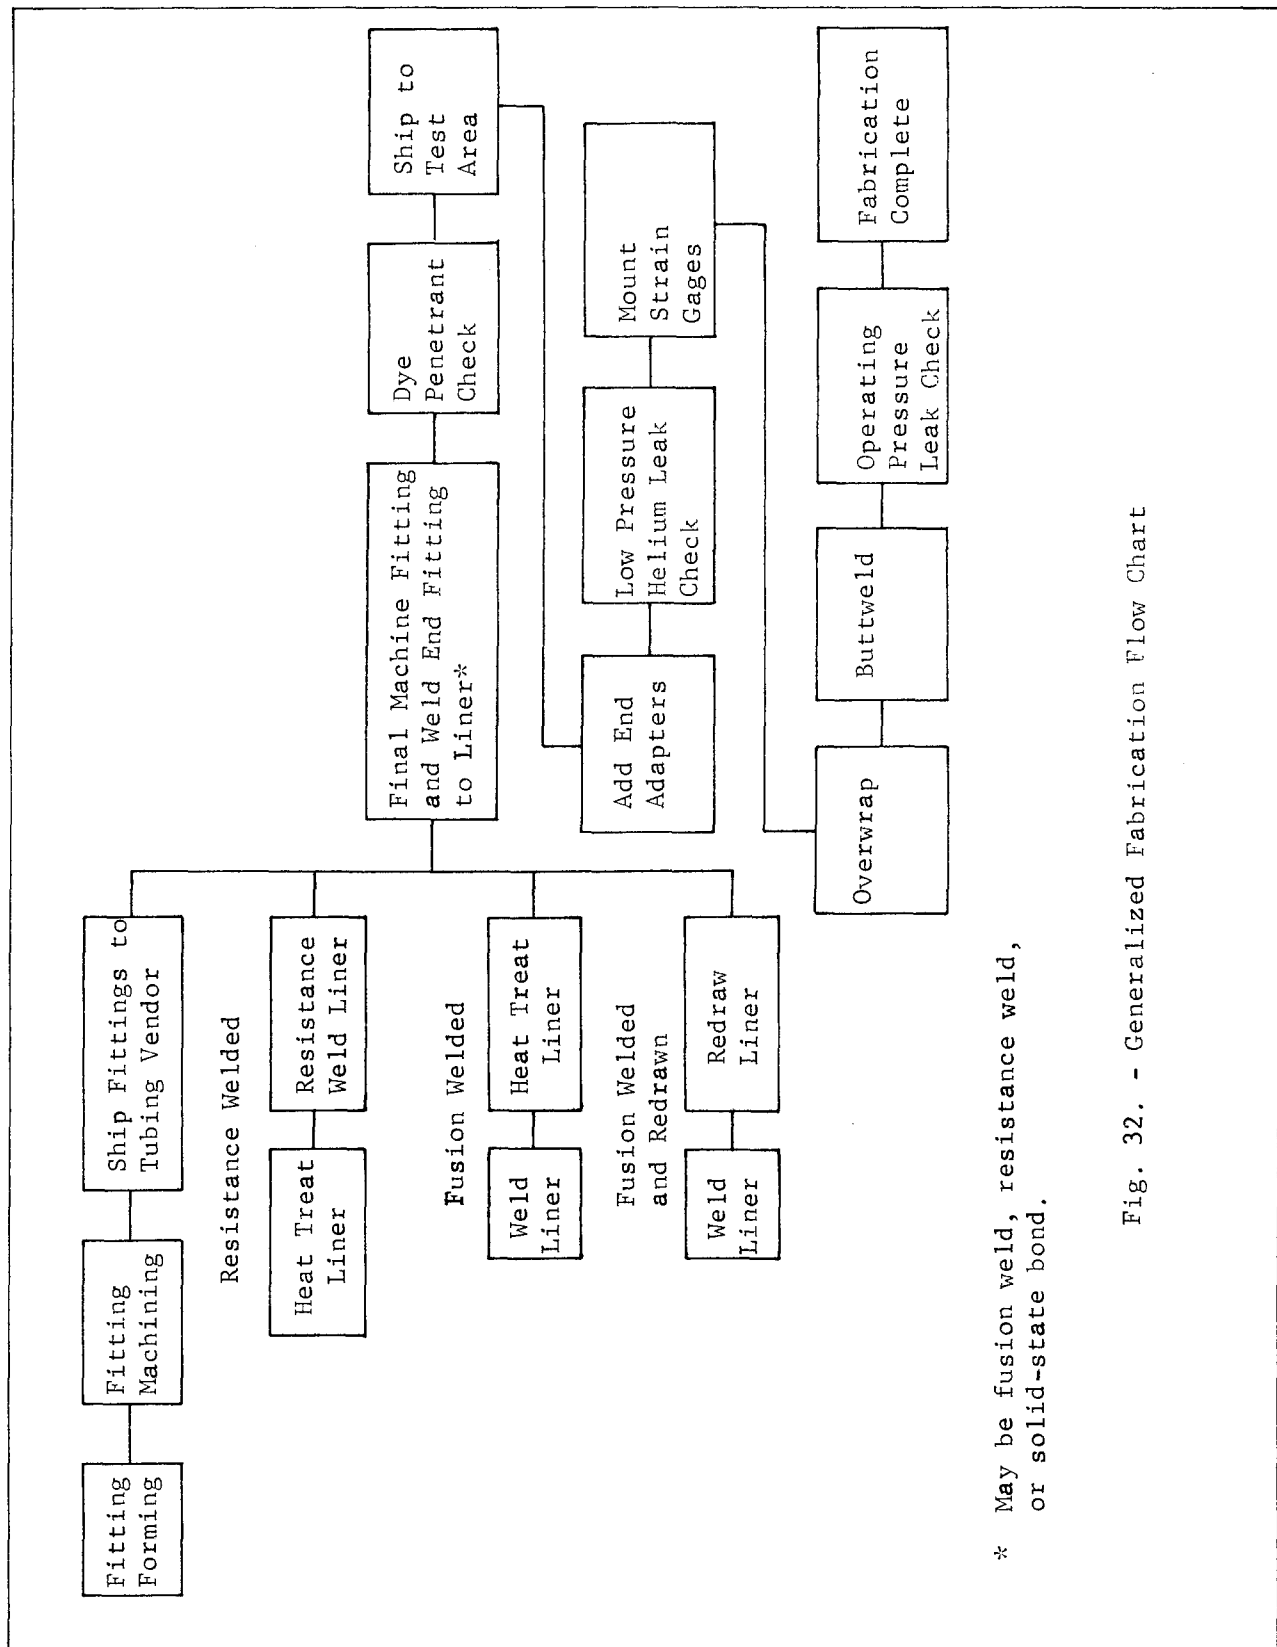 Fitting
Forming
Fitting
Machining
Ship Fittings to
Tubing Vendor
Resistance Welded
Heat Treat
Liner
Resistance
Weld Liner
Fusion Welded
Weld
Liner
Heat Treat
Liner
Fusion Welded
and Redrawn
Weld
Liner
Redraw
Liner
Final Machine Fitting
and Weld End Fitting
to Liner*
Dye
Penetrant
Check
Ship to
Test
Area
Add End
Adapters
Low Pressure
Helium Leak
Check
Mount
Strain
Gages
Overwrap
Buttweld
Operating
Pressure
Leak Check
Fabrication
Complete
* May be fusion weld, resistance weld,
or solid-state bond.
Fig. 32. - Generalized Fabrication Flow Chart